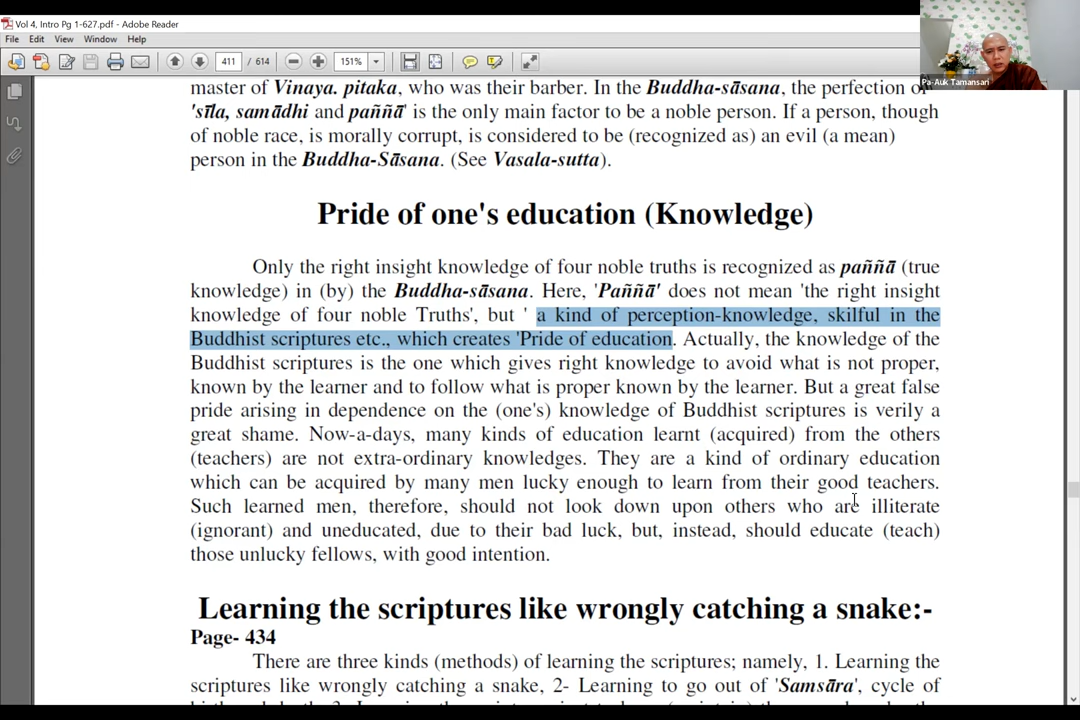 Vol 4, Intro Pg 1-627.pdf - Adobe Reader
File Edit View Window Help
411 / 614 151%
Pa-Auk Tamansari
master of Vinaya. pitaka, who was their barber. In the Buddha-sāsana, the perfection o
'sīla, samādhi and paññā' is the only main factor to be a noble person. If a person, though
of noble race, is morally corrupt, is considered to be (recognized as) an evil (a mean)
person in the Buddha-Sāsana. (See Vasala-sutta).
Pride of one's education (Knowledge)
Only the right insight knowledge of four noble truths is recognized as paññā (true
knowledge) in (by) the Buddha-sāsana. Here, 'Paññā' does not mean 'the right insight
knowledge of four noble Truths', but ' a kind of perception-knowledge, skilful in the
Buddhist scriptures etc., which creates 'Pride of education. Actually, the knowledge of the
Buddhist scriptures is the one which gives right knowledge to avoid what is not proper,
known by the learner and to follow what is proper known by the learner. But a great false
pride arising in dependence on the (one's) knowledge of Buddhist scriptures is verily a
great shame. Now-a-days, many kinds of education learnt (acquired) from the others
(teachers) are not extra-ordinary knowledges. They are a kind of ordinary education
which can be acquired by many men lucky enough to learn from their good teachers.
Such learned men, therefore, should not look down upon others who are illiterate
(ignorant) and uneducated, due to their bad luck, but, instead, should educate (teach)
those unlucky fellows, with good intention.
Learning the scriptures like wrongly catching a snake:-
Page- 434
There are three kinds (methods) of learning the scriptures; namely, 1. Learning the
scriptures like wrongly catching a snake, 2- Learning to go out of 'Samsāra', cycle of